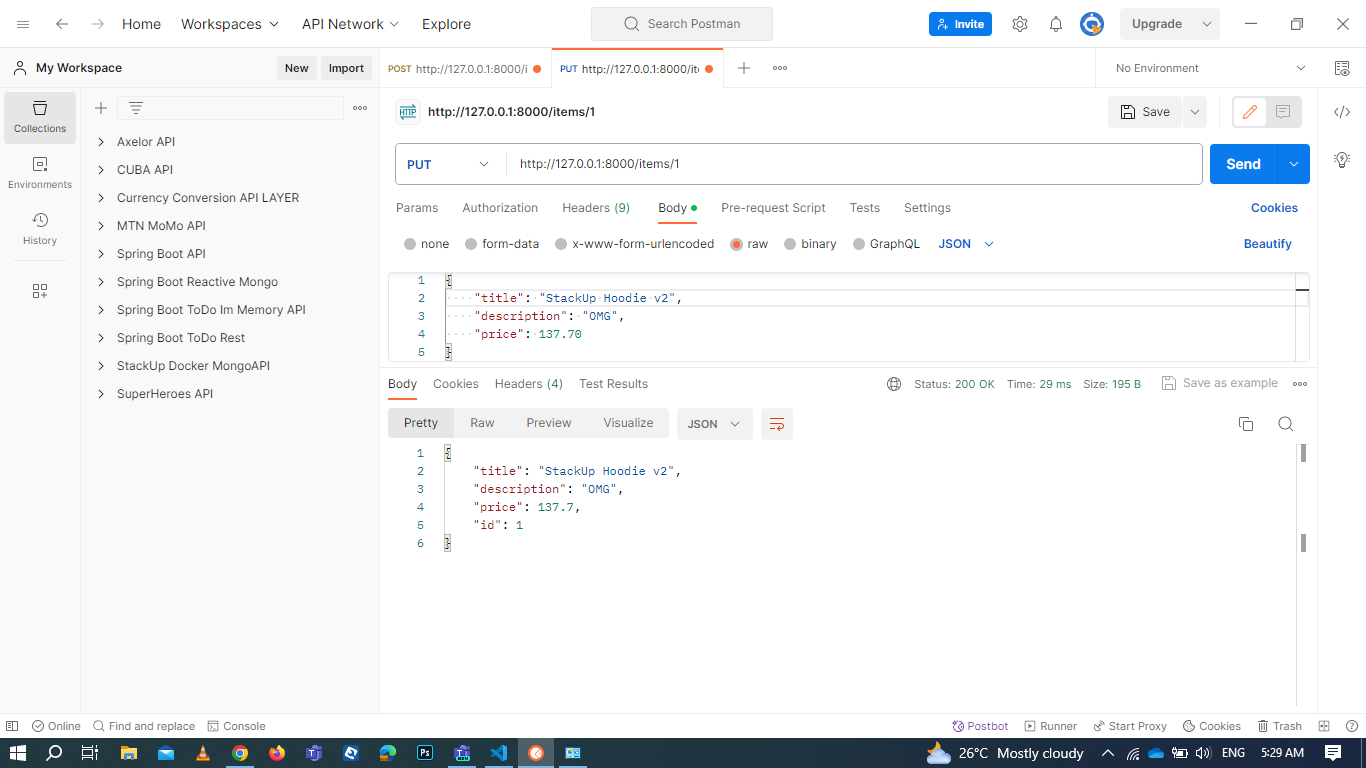 Home Workspaces API Network Explore Search Postman Invite Upgrade
My Workspace New Import POST http://127.0.0.1:8000/i PUT http://127.0.0.1:8000/ite No Environment
Collections
Environments
History
Axelor API
CUBA API
Currency Conversion API LAYER
MTN MoMo API
Spring Boot API
Spring Boot Reactive Mongo
Spring Boot ToDo Im Memory API
Spring Boot ToDo Rest
StackUp Docker MongoAPI
SuperHeroes API
HTTP http://127.0.0.1:8000/items/1 Save
PUT http://127.0.0.1:8000/items/1 Send
Params Authorization Headers (9) Body Pre-request Script Tests Settings Cookies
none form-data x-www-form-urlencoded raw binary GraphQL JSON Beautify
1 {
2 "title": "StackUp Hoodie v2",
3 "description": "OMG",
4 "price": 137.70
5 }
Body Cookies Headers (4) Test Results Status: 200 OK Time: 29 ms Size: 195 B Save as example
Pretty Raw Preview Visualize JSON
1 {
2 "title": "StackUp Hoodie v2",
3 "description": "OMG",
4 "price": 137.7,
5 "id": 1
6 }
Online Find and replace Console Postbot Runner Start Proxy Cookies Trash
26°C Mostly cloudy ENG 5:29 AM